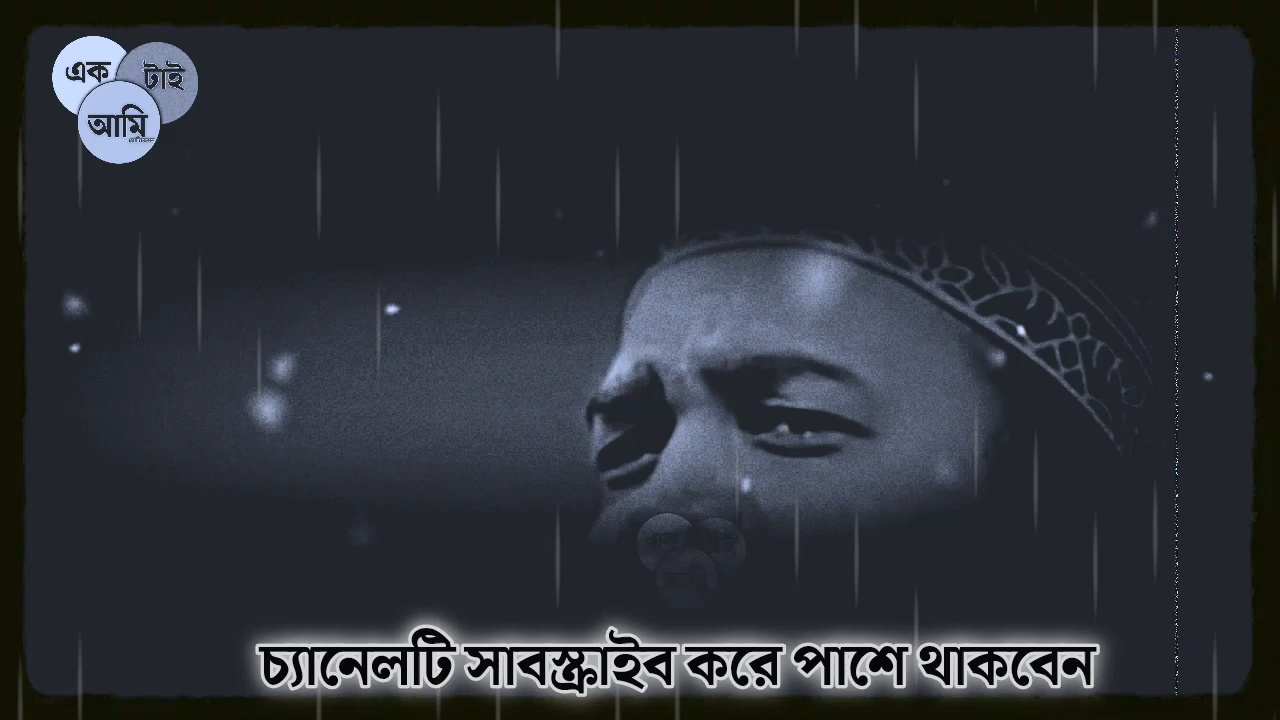 এক
টাই
আমি
চ্যানেলটি সাবস্ক্রাইব করে পাশে থাকবেন